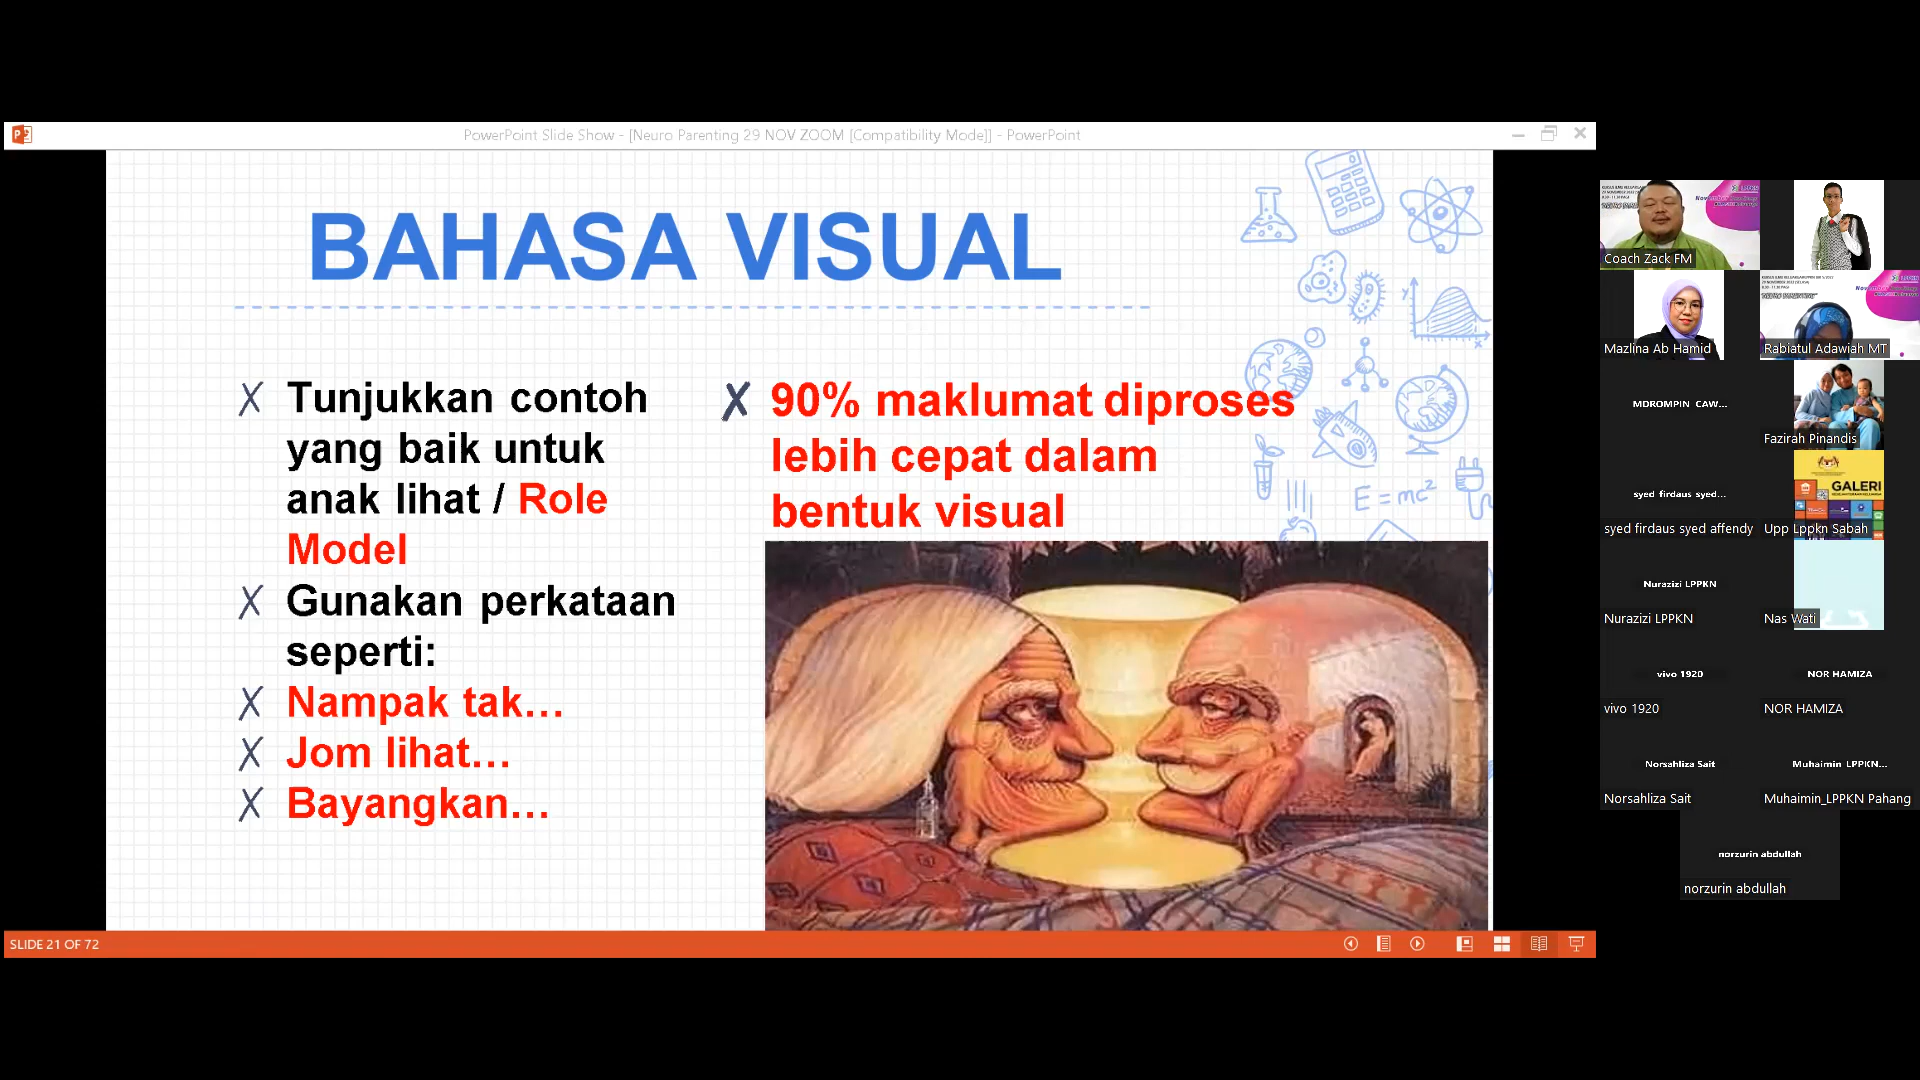 PowerPoint Slide Show - [Neuro Parenting 29 NOV ZOOM [Compatibility Mode]] - PowerPoint
BAHASA VISUAL
Tunjukkan contoh
yang baik untuk
anak lihat / Role
Model
Gunakan perkataan
seperti:
Nampak tak...
Jom lihat...
Bayangkan...
90% maklumat diproses
lebih cepat dalam
bentuk visual
E=mc²
SLIDE 21 OF 72
Coach Zack FM
Mazlina Ab Hamid
Rabiatul Adawiah MT
MDROMPIN CAW...
Fazirah Pinandis
syed firdaus syed...
syed firdaus syed affendy
GALERI
Upp Lppkn Sabah
Nurazizi LPPKN
Nurazizi LPPKN
Nas Wati
vivo 1920
vivo 1920
NOR HAMIZA
NOR HAMIZA
Norsahliza Sait
Norsahliza Sait
Muhaimin LPPKN...
Muhaimin_LPPKN Pahang
norzurin abdullah
norzurin abdullah